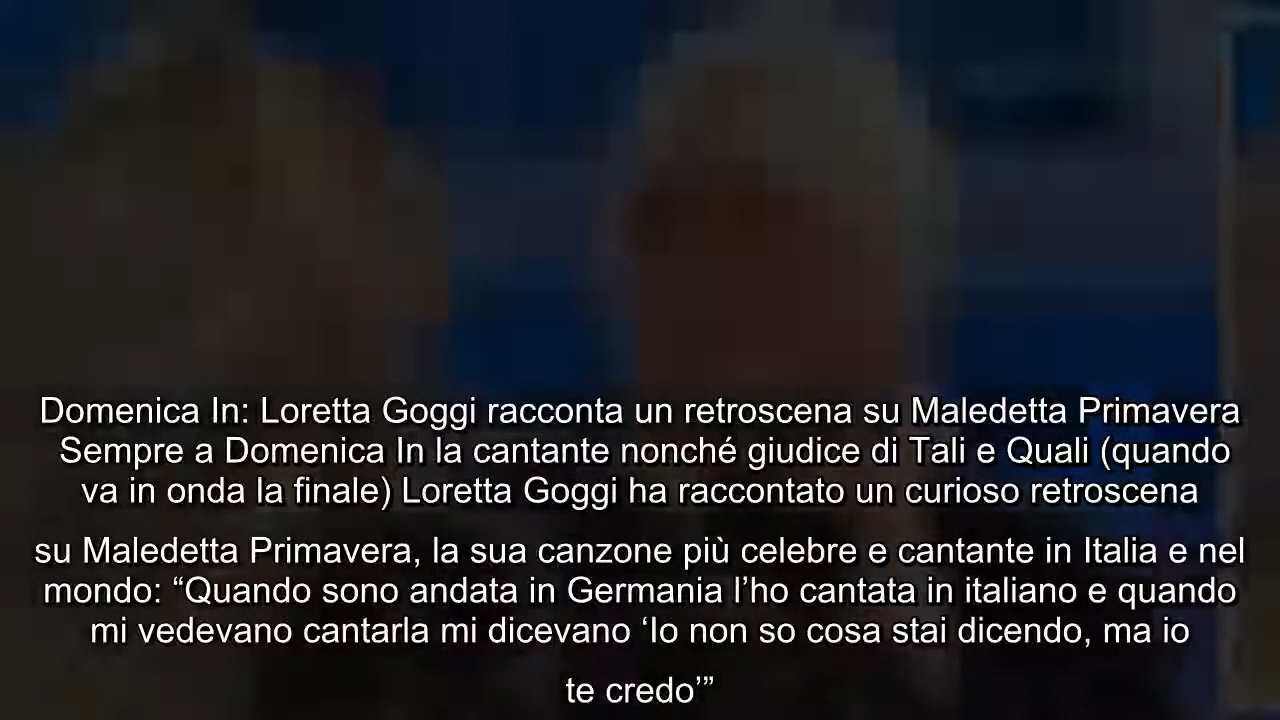 Domenica In: Loretta Goggi racconta un retroscena su Maledetta Primavera
Sempre a Domenica In la cantante nonché giudice di Tali e Quali (quando
va in onda la finale) Loretta Goggi ha raccontato un curioso retroscena
su Maledetta Primavera, la sua canzone più celebre e cantante in Italia e nel
mondo: “Quando sono andata in Germania l’ho cantata in italiano e quando
mi vedevano cantarla mi dicevano ‘Io non so cosa stai dicendo, ma io
te credo’”